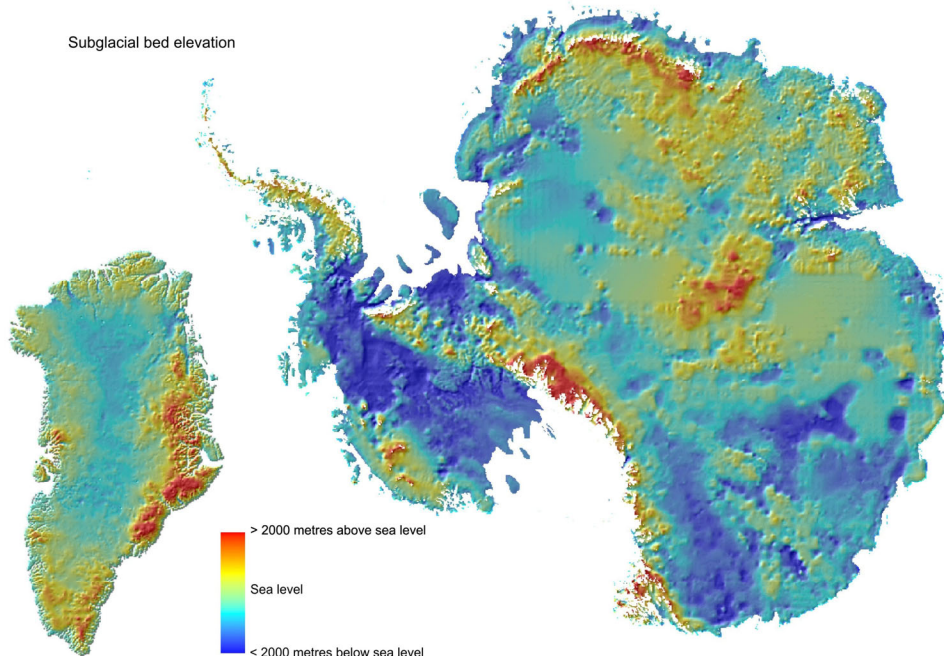 Subglacial bed elevation
> 2000 metres above sea level
Sea level
< 2000 metres below sea level